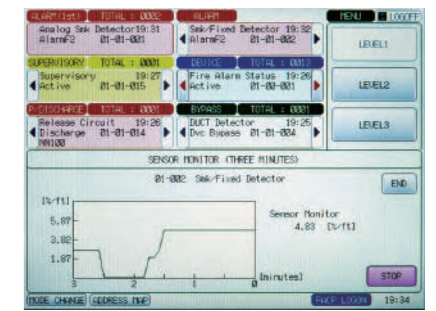 ALARM(1st) TOTAL : 0002 ALARM MENU LOGOFF
Analog Smk Detector 19:31 Smk/Fixed Detector 19:32
AlarmF2 01-01-021 AlarmF2 01-01-002
LEVEL1
SUPERVISORY TOTAL : 0001 DEVICE TOTAL : 0013
Supervisory 19:27 Fire Alarm Status 19:26
Active 01-01-015 Active 01-00-001
LEVEL2
P/DISCHARGE TOTAL : 0001 BYPASS TOTAL : 0001
Release Circuit 19:26 DUCT Detector 19:25
Discharge 01-01-014 Dvc Bypass 01-01-004
LEVEL3
SENSOR MONITOR (THREE MINUTES)
01-002 Smk/Fixed Detector
END
[%/ft]
5.87
3.02
1.07
3 2 1 0
[minutes]
Sensor Monitor
4.83 [%/ft]
STOP
MODE CHANGE ADDRESS MAP FACP LOGON 19:34